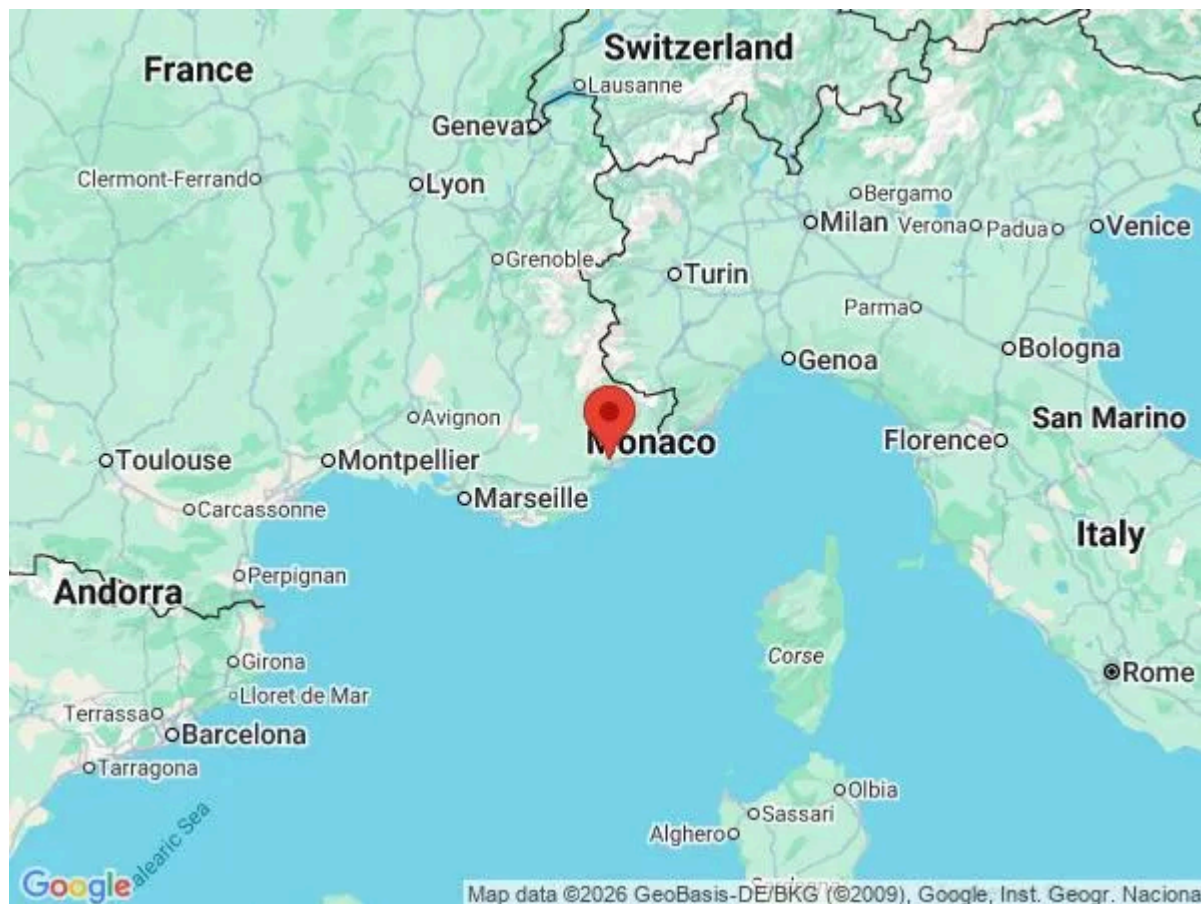 Switzerland
France
Lausanne
Geneva
Clermont-Ferrand
Lyon
Bergamo
Milan
Verona
Padua
Venice
Grenoble
Turin
Parma
Genoa
Bologna
Avignon
San Marino
Monaco
Florence
Toulouse
Montpellier
Marseille
Carcassonne
Italy
Perpignan
Andorra
Corse
Girona
Rome
Lloret de Mar
Terrassa
Barcelona
Tarragona
Olbia
Sassari
Alghero
alearic Sea
Google
Map data ©2026 GeoBasis-DE/BKG (©2009), Google, Inst. Geogr. Naciona